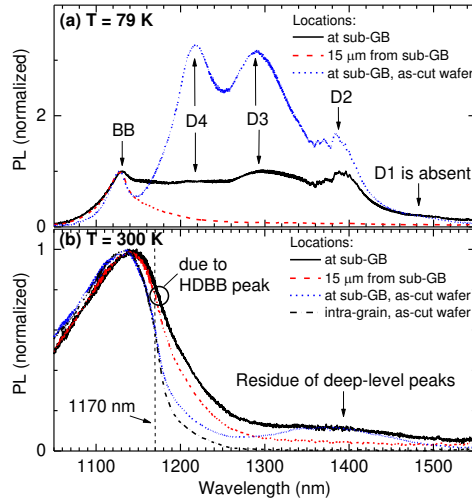 (a) T = 79 K
Locations:
at sub-GB
15 μm from sub-GB
at sub-GB, as-cut wafer
PL (normalized)
2
0
BB
D4
D3
D2
D1 is absent
(b) T = 300 K
Locations:
at sub-GB
15 μm from sub-GB
at sub-GB, as-cut wafer
intra-grain, as-cut wafer
due to
HDBB peak
1170 nm
Residue of deep-level peaks
PL (normalized)
1
0
1100 1200 1300 1400 1500
Wavelength (nm)